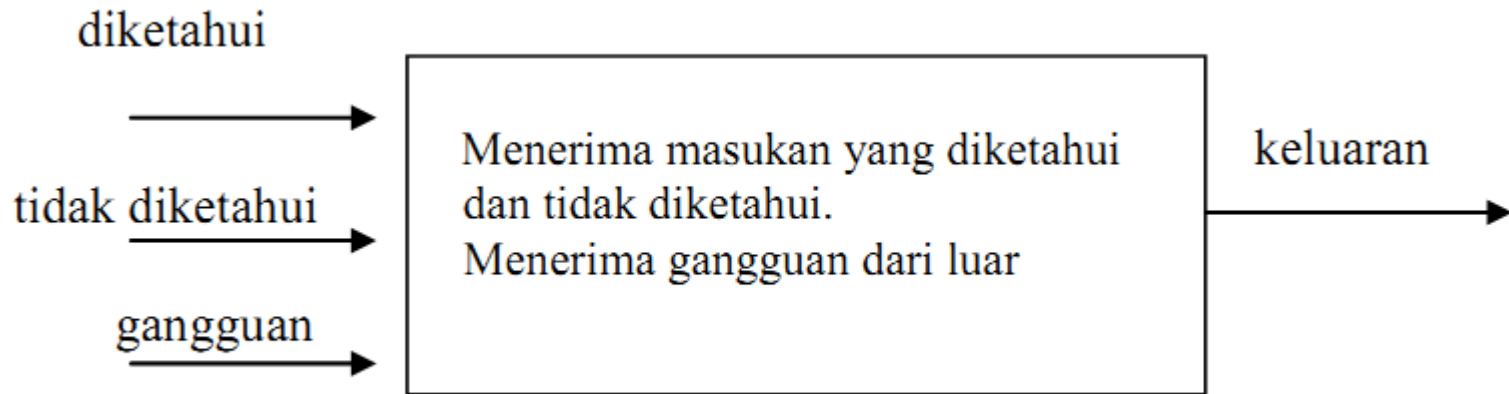 diketahui
tidak diketahui
gangguan
Menerima masukan yang diketahui
dan tidak diketahui.
Menerima gangguan dari luar
keluaran